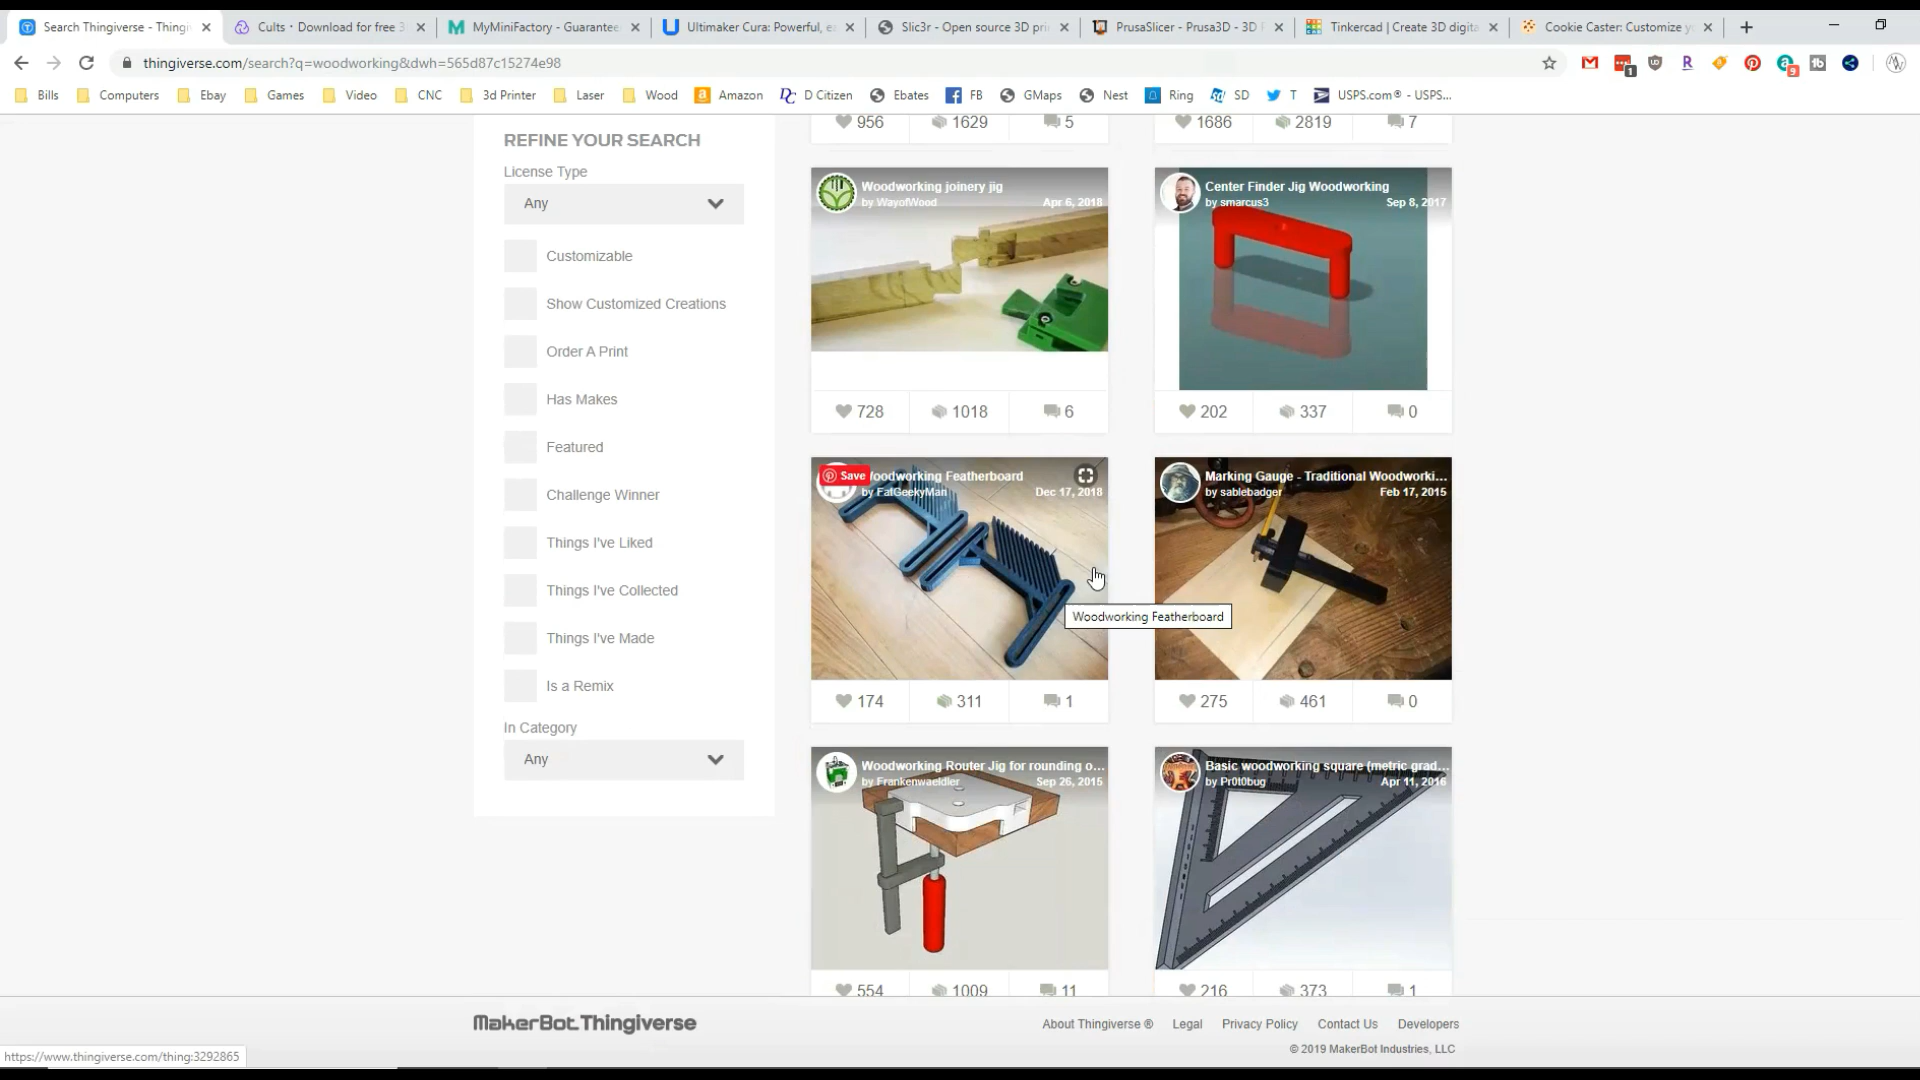 Search Thingiverse - Thingi
Cults · Download for free 3
MyMiniFactory - Guarantee
Ultimaker Cura: Powerful, e
Slic3r - Open source 3D pri
PrusaSlicer - Prusa3D - 3D
Tinkercad | Create 3D digita
Cookie Caster: Customize y
thingiverse.com/search?q=woodworking&dwh=565d87c15274e98
1
9
Bills
Computers
Ebay
Games
Video
CNC
3d Printer
Laser
Wood
Amazon
D Citizen
Ebates
FB
GMaps
Nest
Ring
SD
T
USPS.com® - USPS...
REFINE YOUR SEARCH
License Type
Any
Customizable
Show Customized Creations
Order A Print
Has Makes
Featured
Challenge Winner
Things I've Liked
Things I've Collected
Things I've Made
Is a Remix
In Category
Any
956 1629 5
1686 2819 7
Woodworking joinery jig
by WayofWood Apr 6, 2018
728 1018 6
Center Finder Jig Woodworking
by smarcus3 Sep 8, 2017
202 337 0
Save
oodworking Featherboard
by FatGeekyMan Dec 17, 2018
Woodworking Featherboard
174 311 1
Marking Gauge - Traditional Woodworki...
by sablebadger Feb 17, 2015
275 461 0
Woodworking Router Jig for rounding o...
by Frankenwaeldler Sep 26, 2015
554 1009 11
Basic woodworking square (metric grad...
by Pr0t0bug Apr 11, 2016
216 373 1
MakerBot Thingiverse
About Thingiverse ®
Legal
Privacy Policy
Contact Us
Developers
© 2019 MakerBot Industries, LLC
https://www.thingiverse.com/thing:3292865